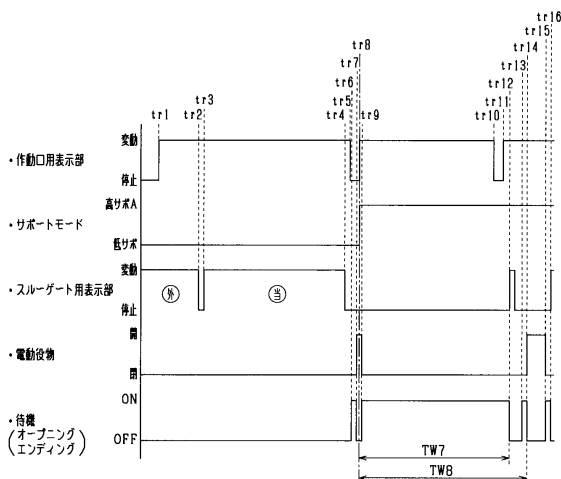 tr16
tr15
tr8
tr14
tr7
tr13
tr6
tr12
tr3
tr5
tr11
tr1
tr2
tr4
tr9
tr10
変動
・作動口用表示部
停止
高サポA
・サポートモード
低サポ
変動
・スルーゲート用表示部
外
当
停止
開
・電動役物
閉
ON
・待機
(オープニング
エンディング)
OFF
TW7
TW8